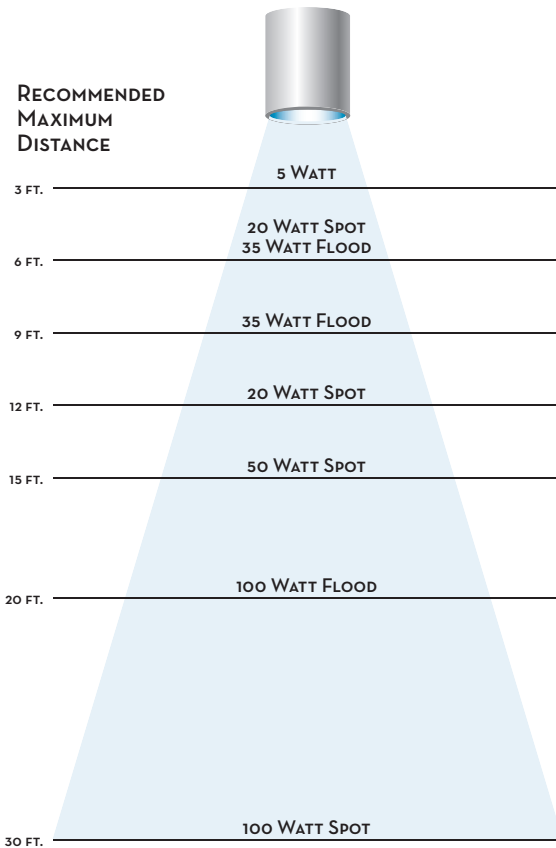 Recommended
Maximum
Distance
5 Watt
3 ft.
20 Watt Spot
35 Watt Flood
6 ft.
35 Watt Flood
9 ft.
20 Watt Spot
12 ft.
50 Watt Spot
15 ft.
100 Watt Flood
20 ft.
100 Watt Spot
30 ft.